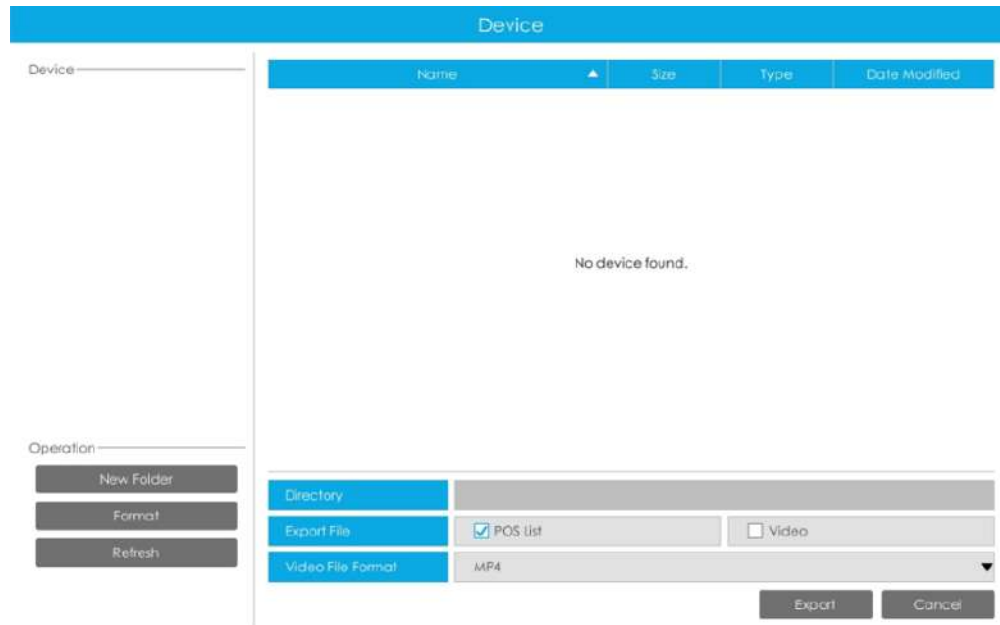 Device
Device
Name Size Type Date Modified
No device found.
Operation
New Folder
Format
Refresh
Directory
Export File POS List Video
Video File Format MP4
Export Cancel